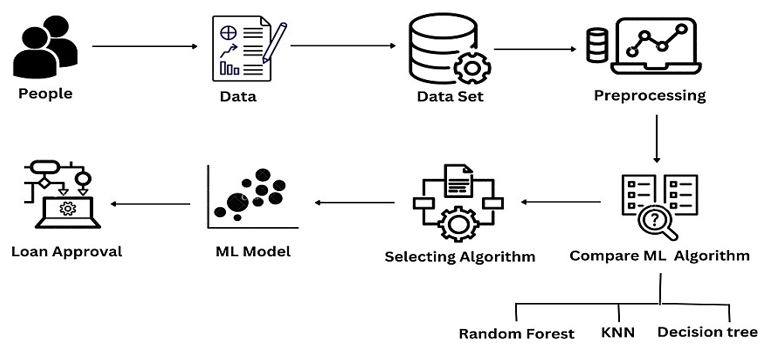 People
Data
Data Set
Preprocessing
Loan Approval
ML Model
Selecting Algorithm
Compare ML Algorithm
Random Forest
KNN
Decision tree